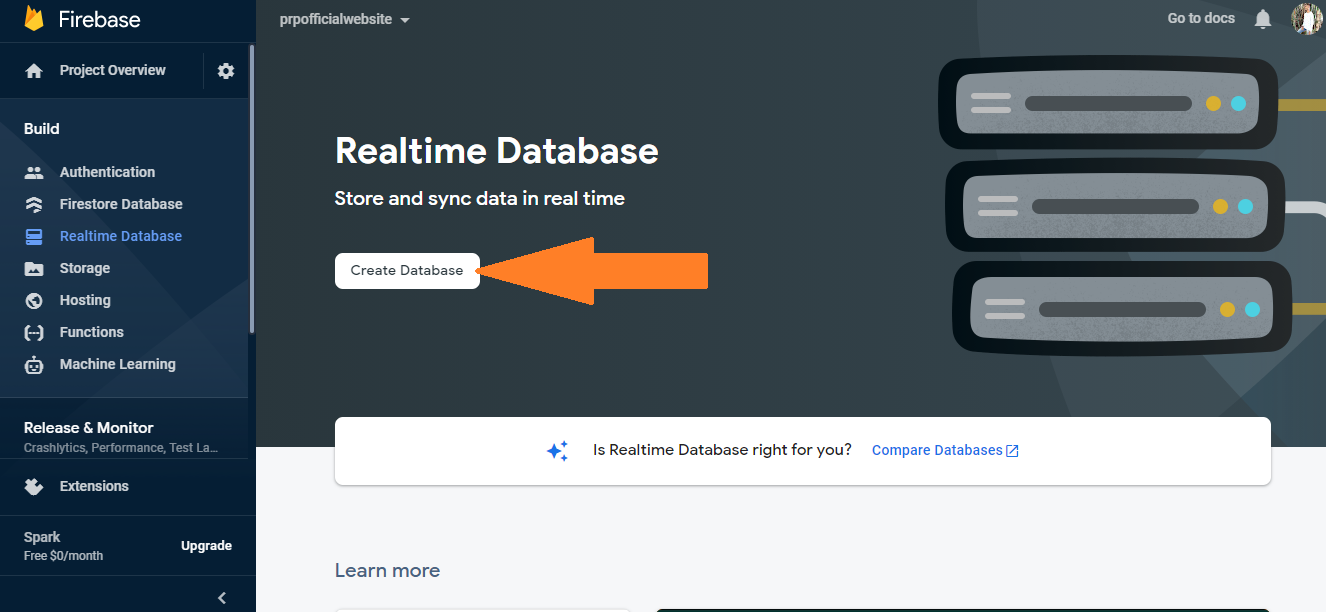 Firebase
prpofficialwebsite
Go to docs
Project Overview
Build
Authentication
Firestore Database
Realtime Database
Storage
Hosting
Functions
Machine Learning
Release & Monitor
Crashlytics, Performance, Test La...
Extensions
Spark
Free $0/month
Upgrade
Realtime Database
Store and sync data in real time
Create Database
Is Realtime Database right for you? Compare Databases
Learn more